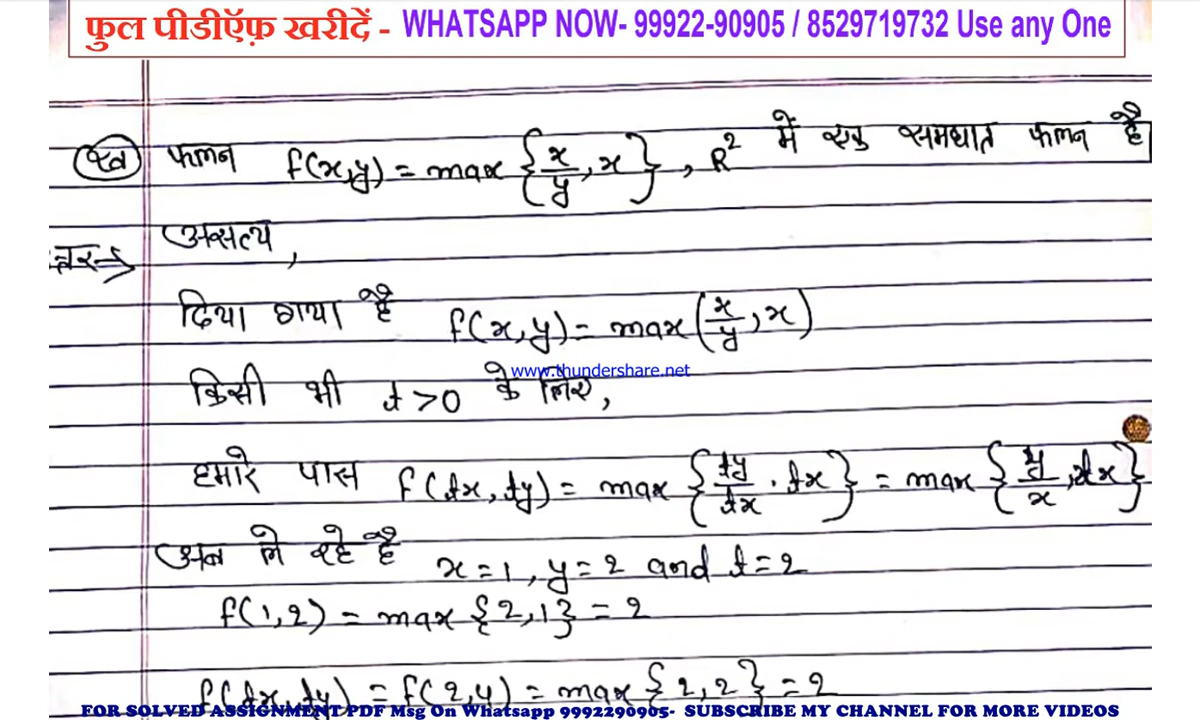 फुल पीडीऍफ़ खरीदें - WHATSAPP NOW- 99922-90905 / 8529719732 Use any One
(ख) फलन f(x,y) = max {x/y, x}, R² में एक समघात फलन है
असत्य,
दिया गया है f(x,y) = max (x/y, x)
www.thundershare.net
किसी भी t>0 के लिए,
हमारे पास f(tx,ty) = max {ty/tx . tx} = max {y/x, tx}
अब ले रहे है x=1, y=2 and t=2
f(1,2) = max {2,1} = 2
f(tx,ty) = f(2,4) = max {2,2} = 2
FOR SOLVED ASSIGNMENT PDF Msg On Whatsapp 9992290905- SUBSCRIBE MY CHANNEL FOR MORE VIDEOS